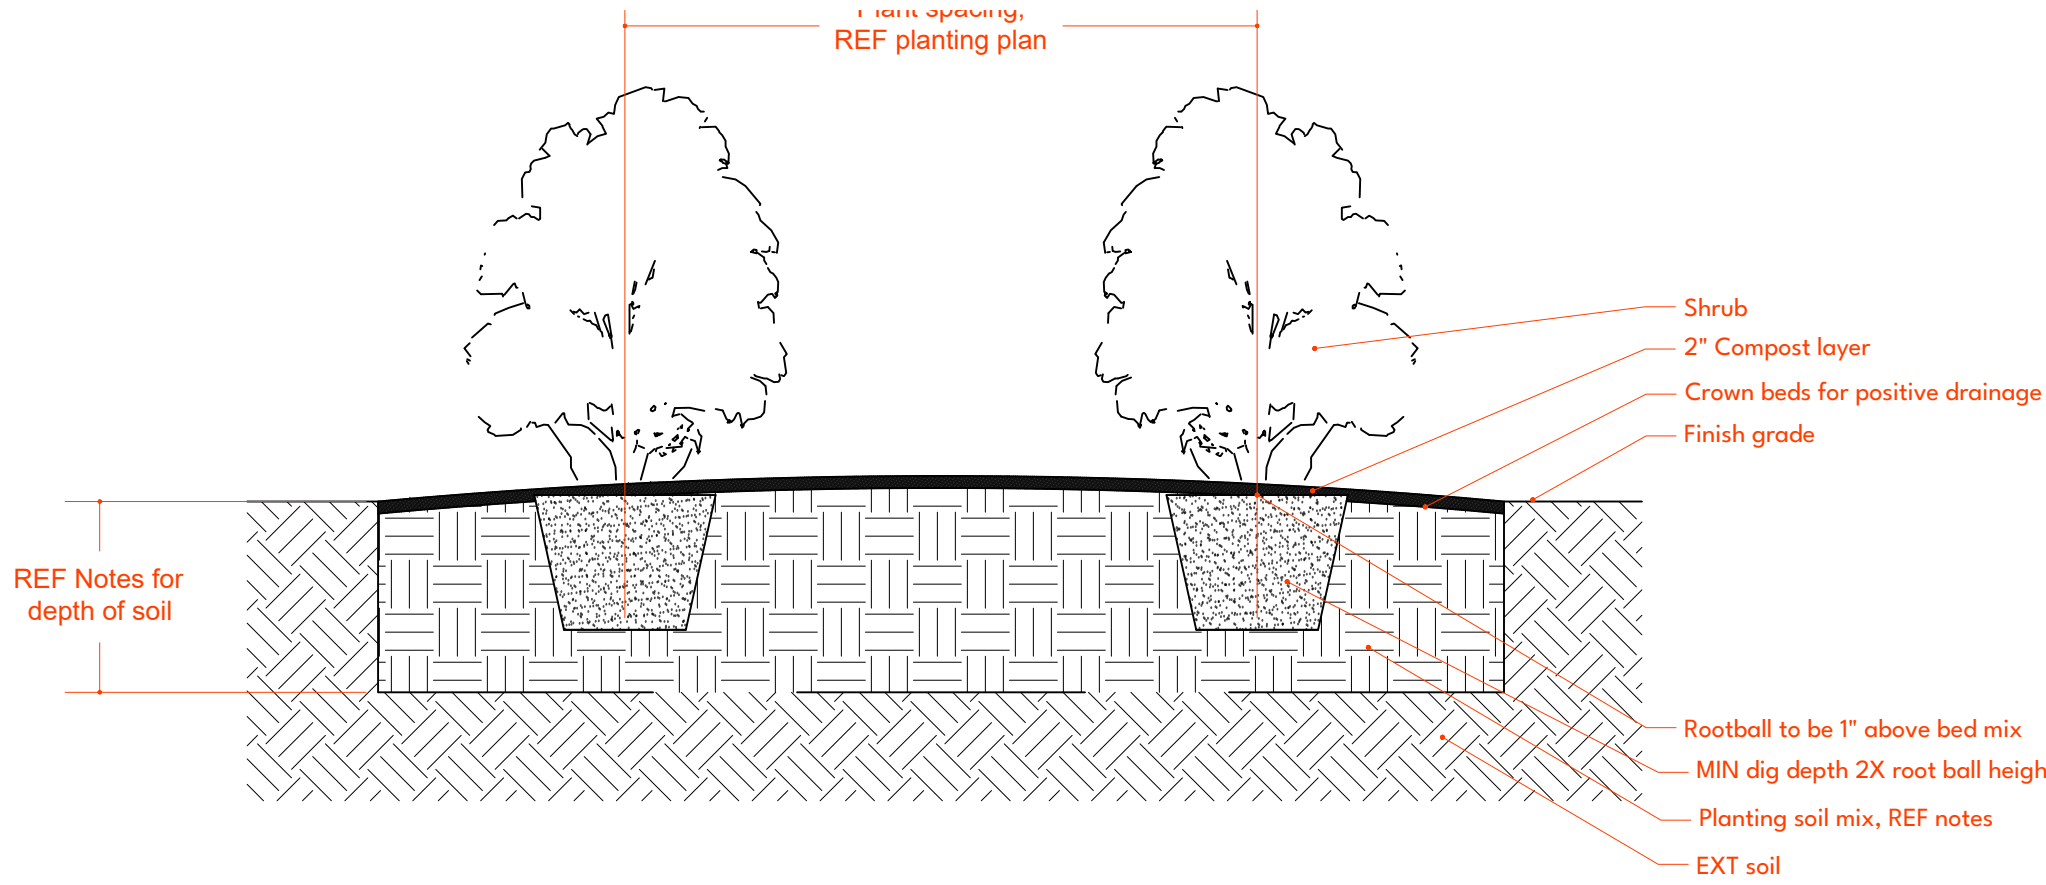 Plant spacing,
REF planting plan
Shrub
2" Compost layer
Crown beds for positive drainage
Finish grade
REF Notes for
depth of soil
Rootball to be 1" above bed mix
MIN dig depth 2X root ball heigh
Planting soil mix, REF notes
EXT soil